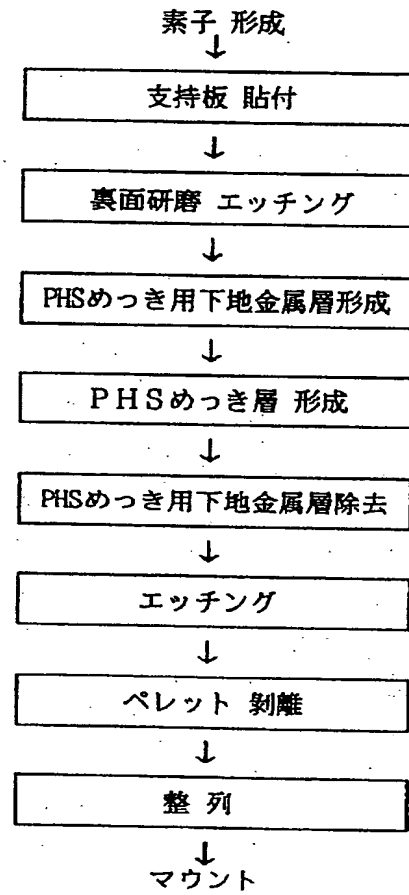 素子 形成
↓
支持板 貼付
↓
裏面研磨 エッチング
↓
PHSめっき用下地金属層形成
↓
PHSめっき層 形成
↓
PHSめっき用下地金属層除去
↓
エッチング
↓
ペレット 剝離
↓
整 列
↓
マウント